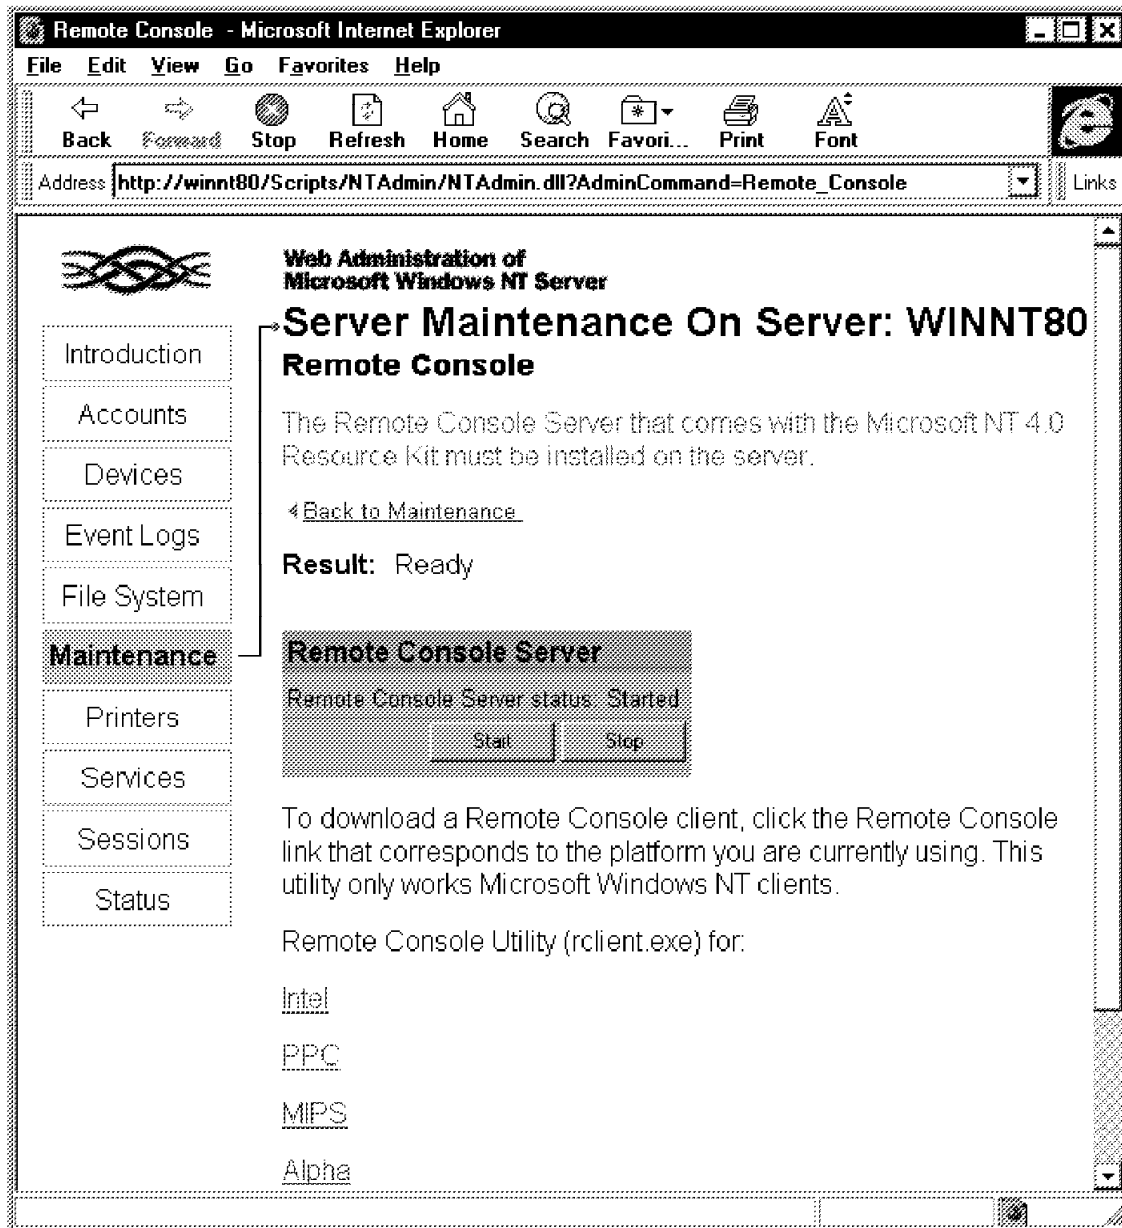 Remote Console - Microsoft Internet Explorer
File Edit View Go Favorites Help
Back Forward Stop Refresh Home Search Favori... Print Font
Address http://winnt80/Scripts/NTAdmin/NTAdmin.dll?AdminCommand=Remote_Console Links
Web Administration of
Microsoft Windows NT Server
Server Maintenance On Server: WINNT80
Remote Console
The Remote Console Server that comes with the Microsoft NT 4.0
Resource Kit must be installed on the server.
Back to Maintenance
Result: Ready
Introduction
Accounts
Devices
Event Logs
File System
Maintenance
Printers
Services
Sessions
Status
Remote Console Server
Remote Console Server status: Started
Start Stop
To download a Remote Console client, click the Remote Console
link that corresponds to the platform you are currently using. This
utility only works Microsoft Windows NT clients.
Remote Console Utility (rclient.exe) for:
Intel
PPC
MIPS
Alpha